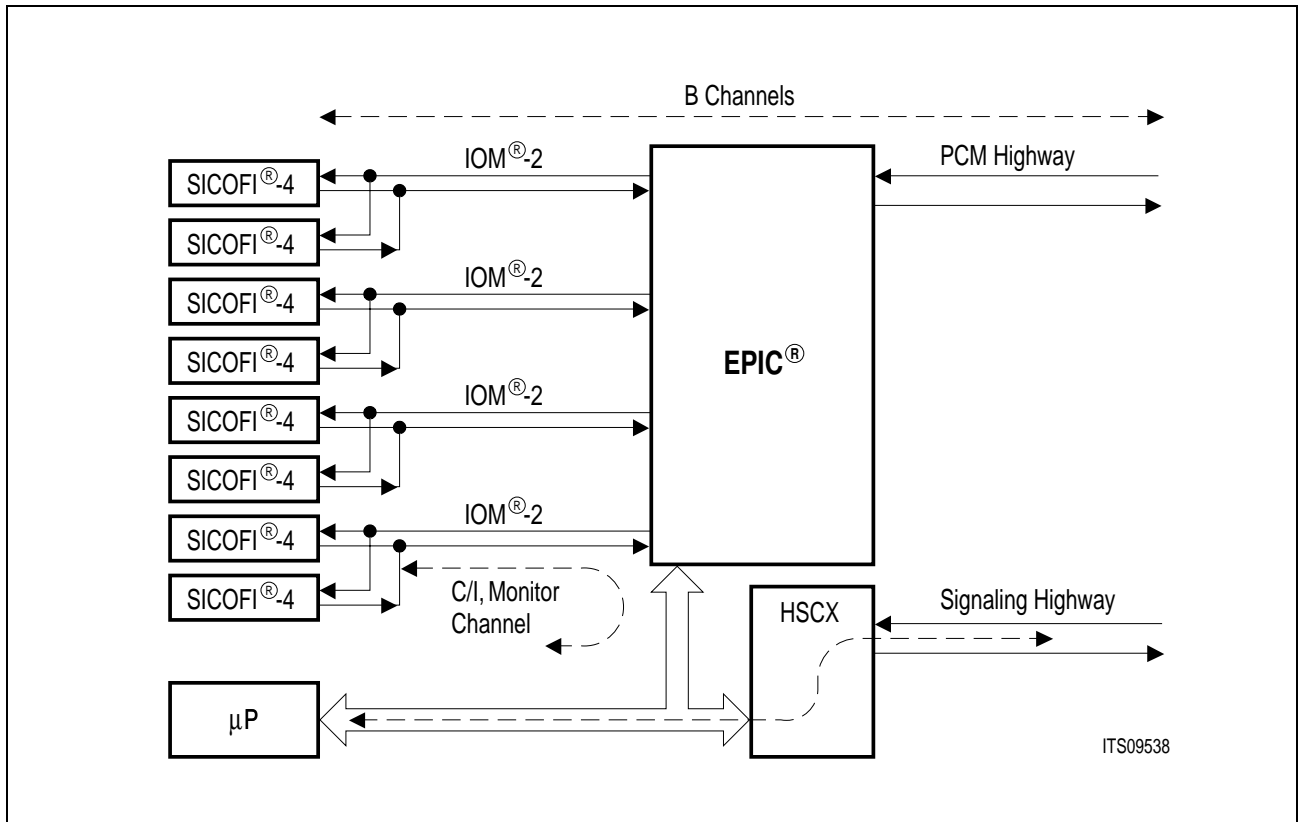 B Channels
IOM®-2
PCM Highway
SICOFI®-4
SICOFI®-4
IOM®-2
SICOFI®-4
SICOFI®-4
EPIC®
IOM®-2
SICOFI®-4
SICOFI®-4
IOM®-2
SICOFI®-4
SICOFI®-4
C/I, Monitor
Channel
HSCX
Signaling Highway
μP
ITS09538